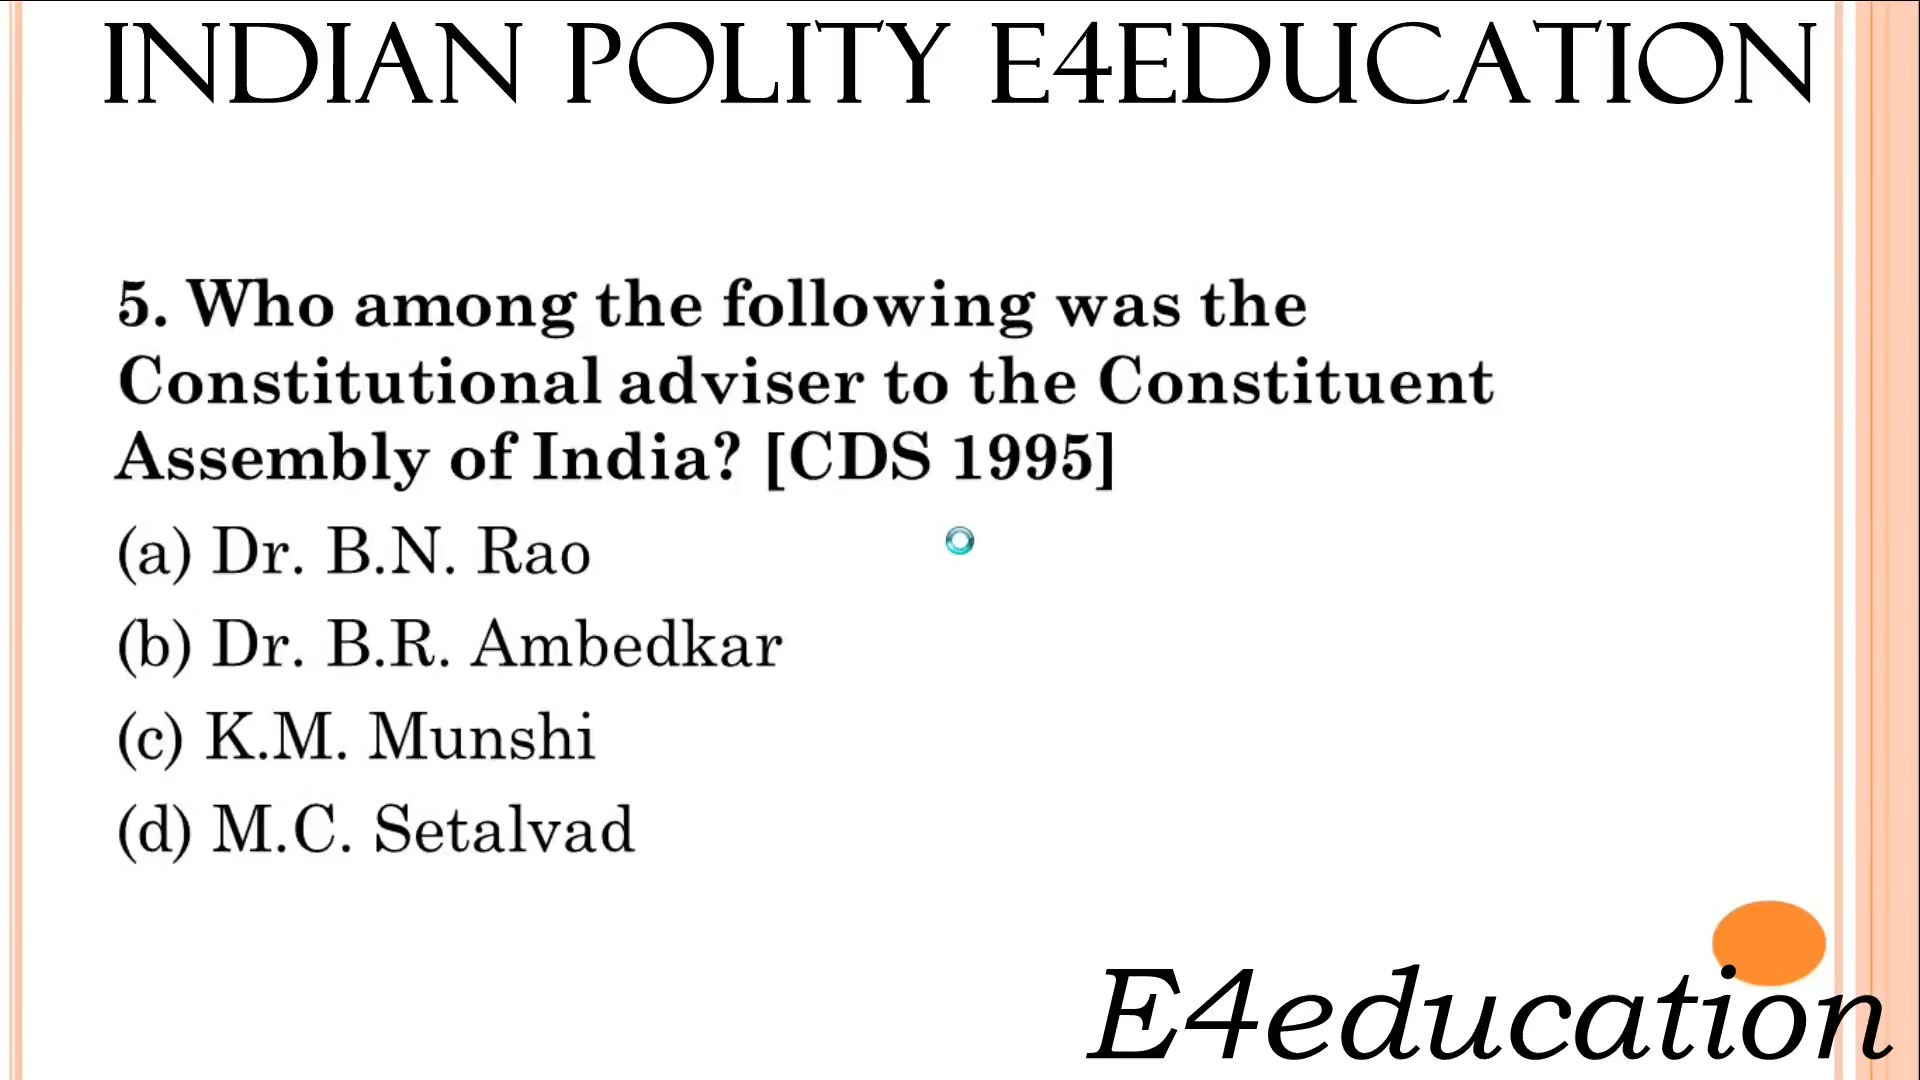 INDIAN POLITY E4EDUCATION
5. Who among the following was the
Constitutional adviser to the Constituent
Assembly of India? [CDS 1995]
(a) Dr. B.N. Rao
(b) Dr. B.R. Ambedkar
(c) K.M. Munshi
(d) M.C. Setalvad
E4education